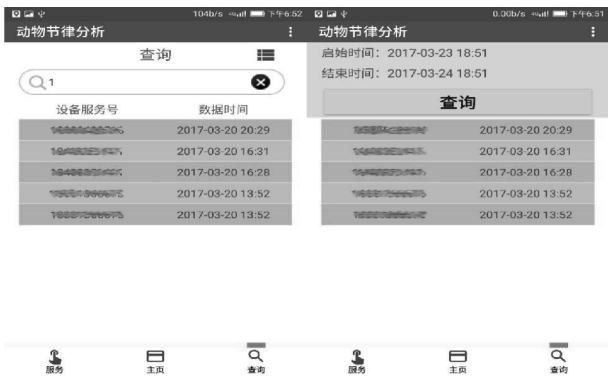 104b/s 下午6:52
动物节律分析
查询
1
设备服务号 数据时间
2017-03-20 20:29
2017-03-20 16:31
2017-03-20 16:28
2017-03-20 13:52
2017-03-20 13:52
服务 主页 查询
0.00b/s 下午6:51
动物节律分析
启始时间：2017-03-23 18:51
结束时间：2017-03-24 18:51
查询
2017-03-20 20:29
2017-03-20 16:31
2017-03-20 16:28
2017-03-20 13:52
2017-03-20 13:52
服务 主页 查询